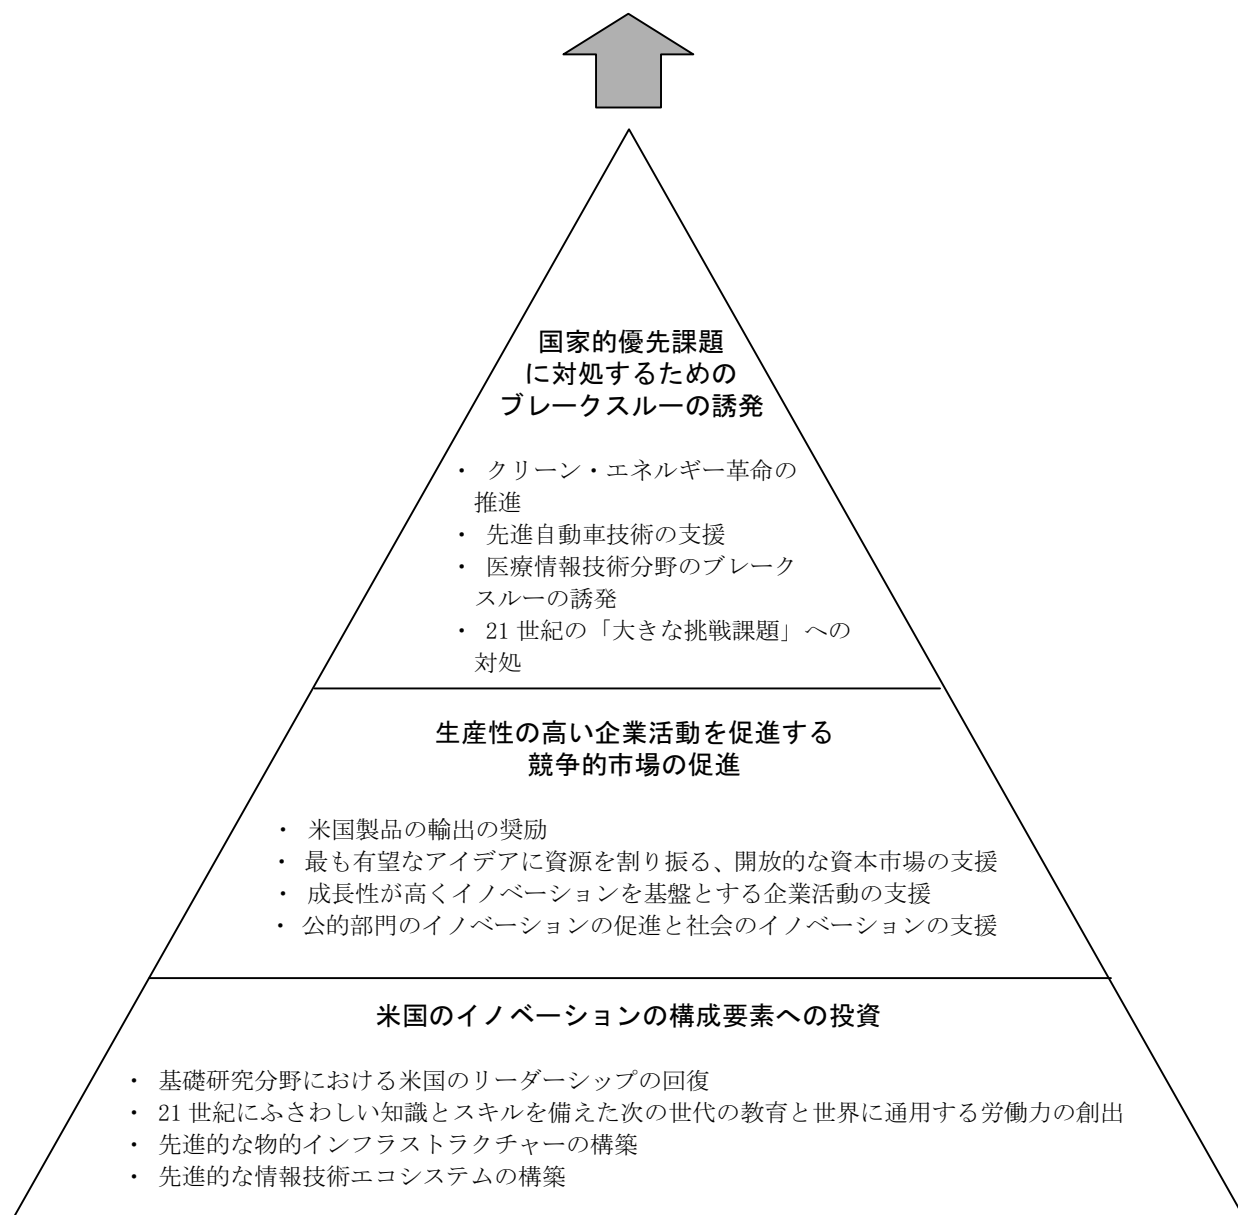 国家的優先課題
に対処するための
ブレークスルーの誘発
・ クリーン・エネルギー革命の
推進
・ 先進自動車技術の支援
・ 医療情報技術分野のブレーク
スルーの誘発
・ 21 世紀の「大きな挑戦課題」への
対処
生産性の高い企業活動を促進する
競争的市場の促進
・ 米国製品の輸出の奨励
・ 最も有望なアイデアに資源を割り振る、開放的な資本市場の支援
・ 成長性が高くイノベーションを基盤とする企業活動の支援
・ 公的部門のイノベーションの促進と社会のイノベーションの支援
米国のイノベーションの構成要素への投資
・ 基礎研究分野における米国のリーダーシップの回復
・ 21 世紀にふさわしい知識とスキルを備えた次の世代の教育と世界に通用する労働力の創出
・ 先進的な物的インフラストラクチャーの構築
・ 先進的な情報技術エコシステムの構築